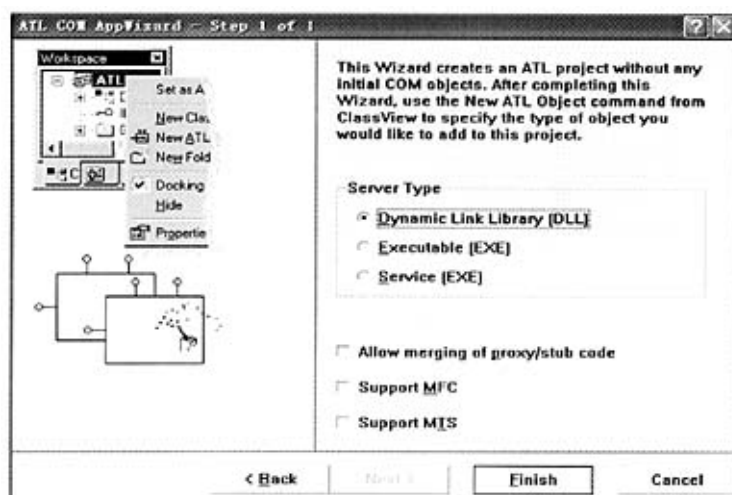 ATL COM AppWizard - Step 1 of 1
Workspace
ATL
Set as A
New Clas
New ATL
New Fold
Docking
Hide
Propertie
C
This Wizard creates an ATL project without any
initial COM objects. After completing this
Wizard, use the New ATL Object command from
ClassView to specify the type of object you
would like to add to this project.
Server Type
Dynamic Link Library (DLL)
Executable (EXE)
Service (EXE)
Allow merging of proxy/stub code
Support MFC
Support MTS
< Back
Next >
Finish
Cancel